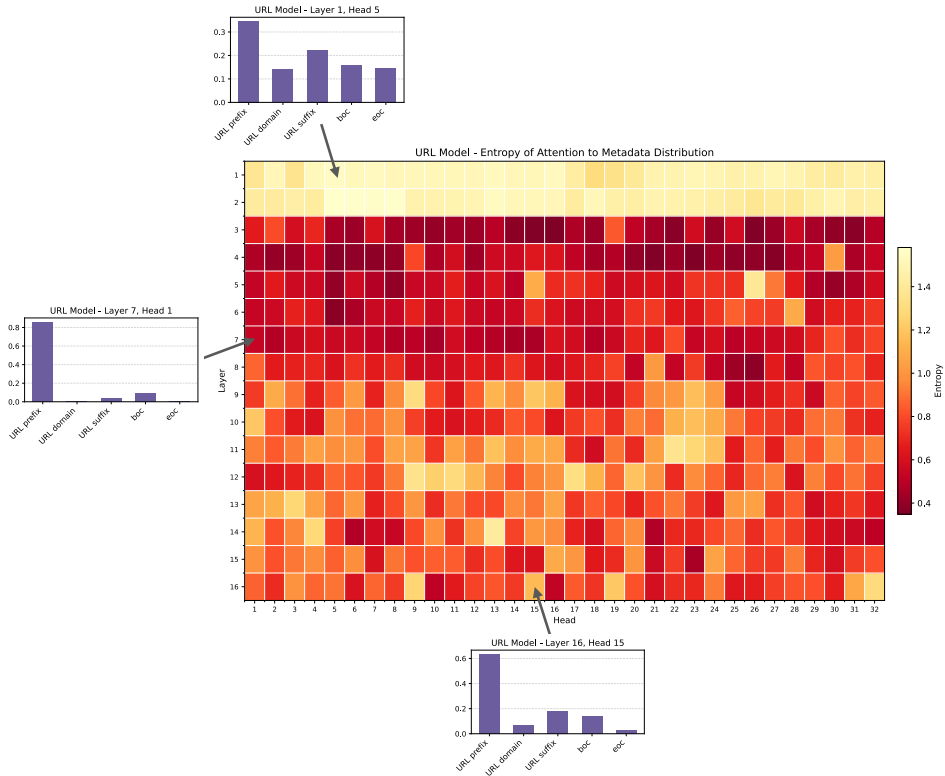 URL Model - Layer 1, Head 5
0.3
0.2
0.1
0.0
URL prefix
URL domain
URL suffix
boc
eoc
URL Model - Entropy of Attention to Metadata Distribution
1
2
3
4
5
6
7
8
9
10
11
12
13
14
15
16
Layer
1 2 3 4 5 6 7 8 9 10 11 12 13 14 15 16 17 18 19 20 21 22 23 24 25 26 27 28 29 30 31 32
Head
1.4
1.2
1.0
0.8
0.6
0.4
Entropy
URL Model - Layer 7, Head 1
0.8
0.6
0.4
0.2
0.0
URL prefix
URL domain
URL suffix
boc
eoc
URL Model - Layer 16, Head 15
0.6
0.4
0.2
0.0
URL prefix
URL domain
URL suffix
boc
eoc